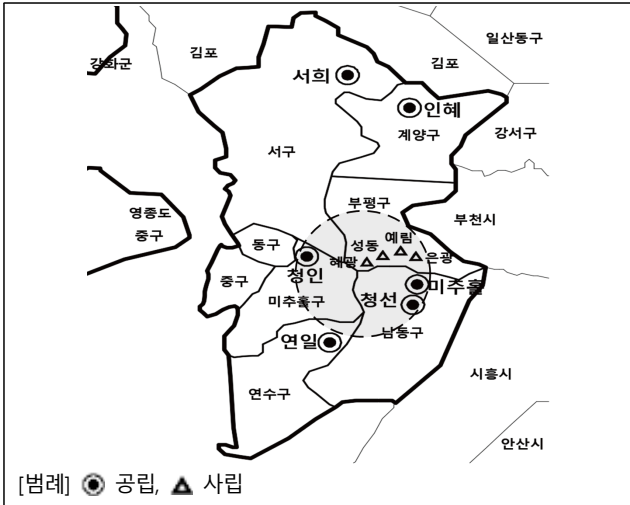 김포
일산동구
강화군
김포
서희
인혜
강서구
계양구
서구
부평구
영종도
중구
부천시
예림
성동
동구
혜광
은광
청인
중구
미추홀
미추홀구
청선
남동구
연일
시흥시
연수구
안산시
[범례] 공립, 사립